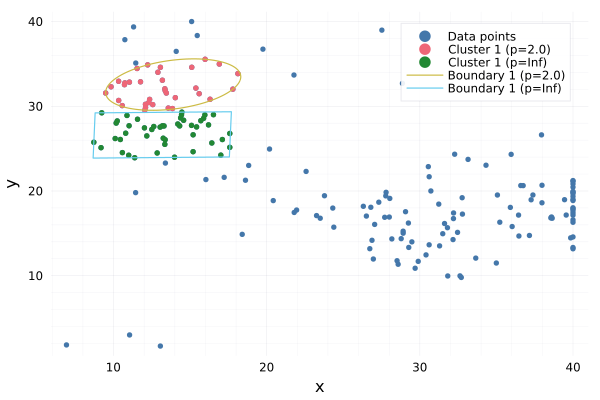 40
30
20
10
y
10
20
30
40
x
Data points
Cluster 1 (p=2.0)
Cluster 1 (p=Inf)
Boundary 1 (p=2.0)
Boundary 1 (p=Inf)